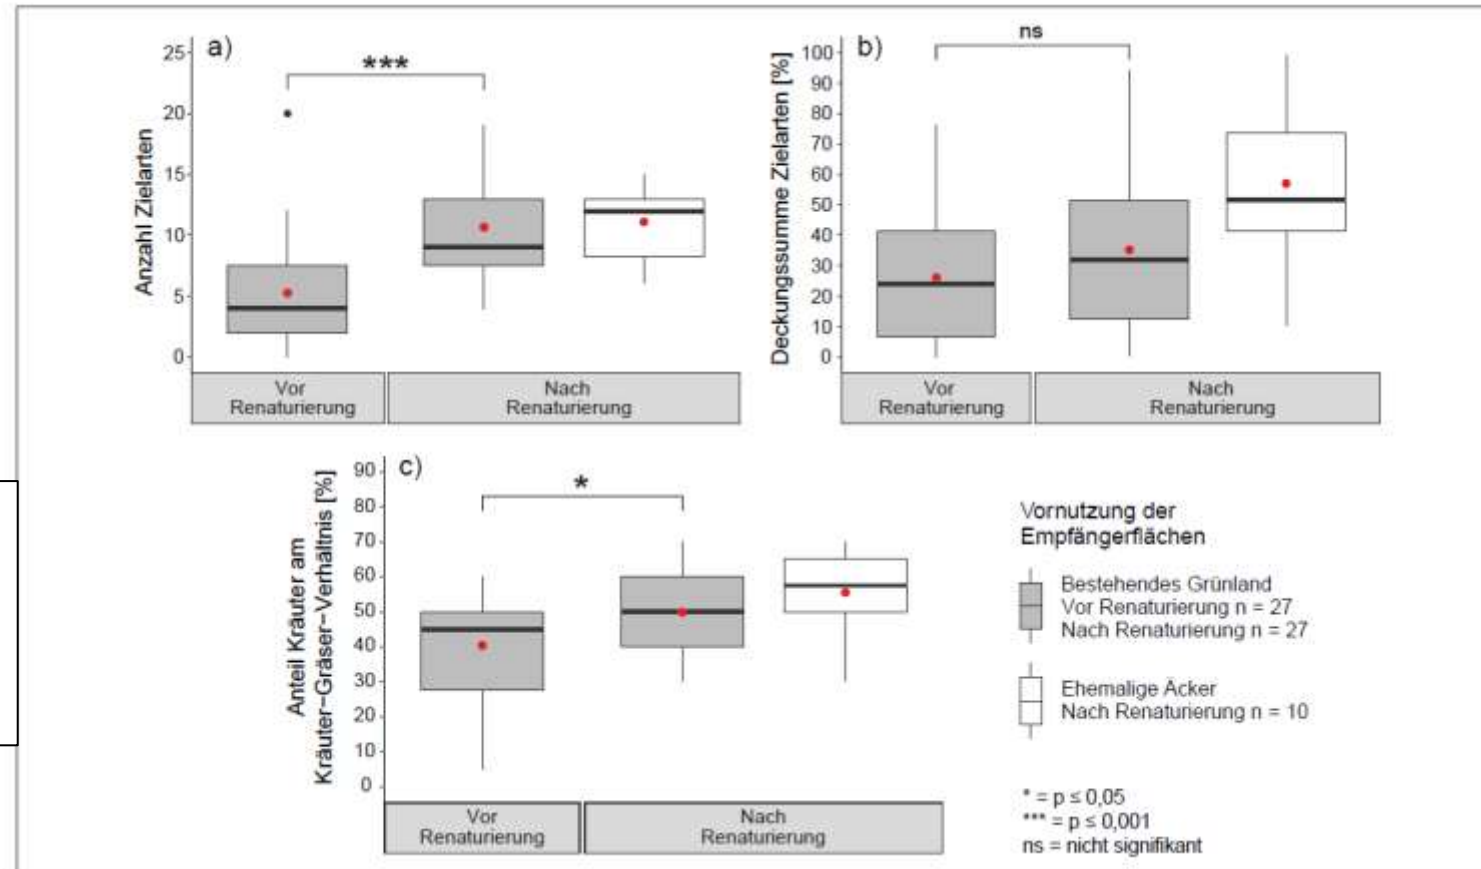 a)
***
Anzahl Zielarten
25
20
15
10
5
0
Vor
Renaturierung
Nach
Renaturierung
b)
ns
Deckungssumme Zielarten [%]
100
90
80
70
60
50
40
30
20
10
0
Vor
Renaturierung
Nach
Renaturierung
c)
*
Anteil Kräuter am
Kräuter–Gräser–Verhältnis [%]
90
80
70
60
50
40
30
20
10
0
Vor
Renaturierung
Nach
Renaturierung
Vornutzung der
Empfängerflächen
Bestehendes Grünland
Vor Renaturierung n = 27
Nach Renaturierung n = 27
Ehemalige Äcker
Nach Renaturierung n = 10
* = p ≤ 0,05
*** = p ≤ 0,001
ns = nicht signifikant